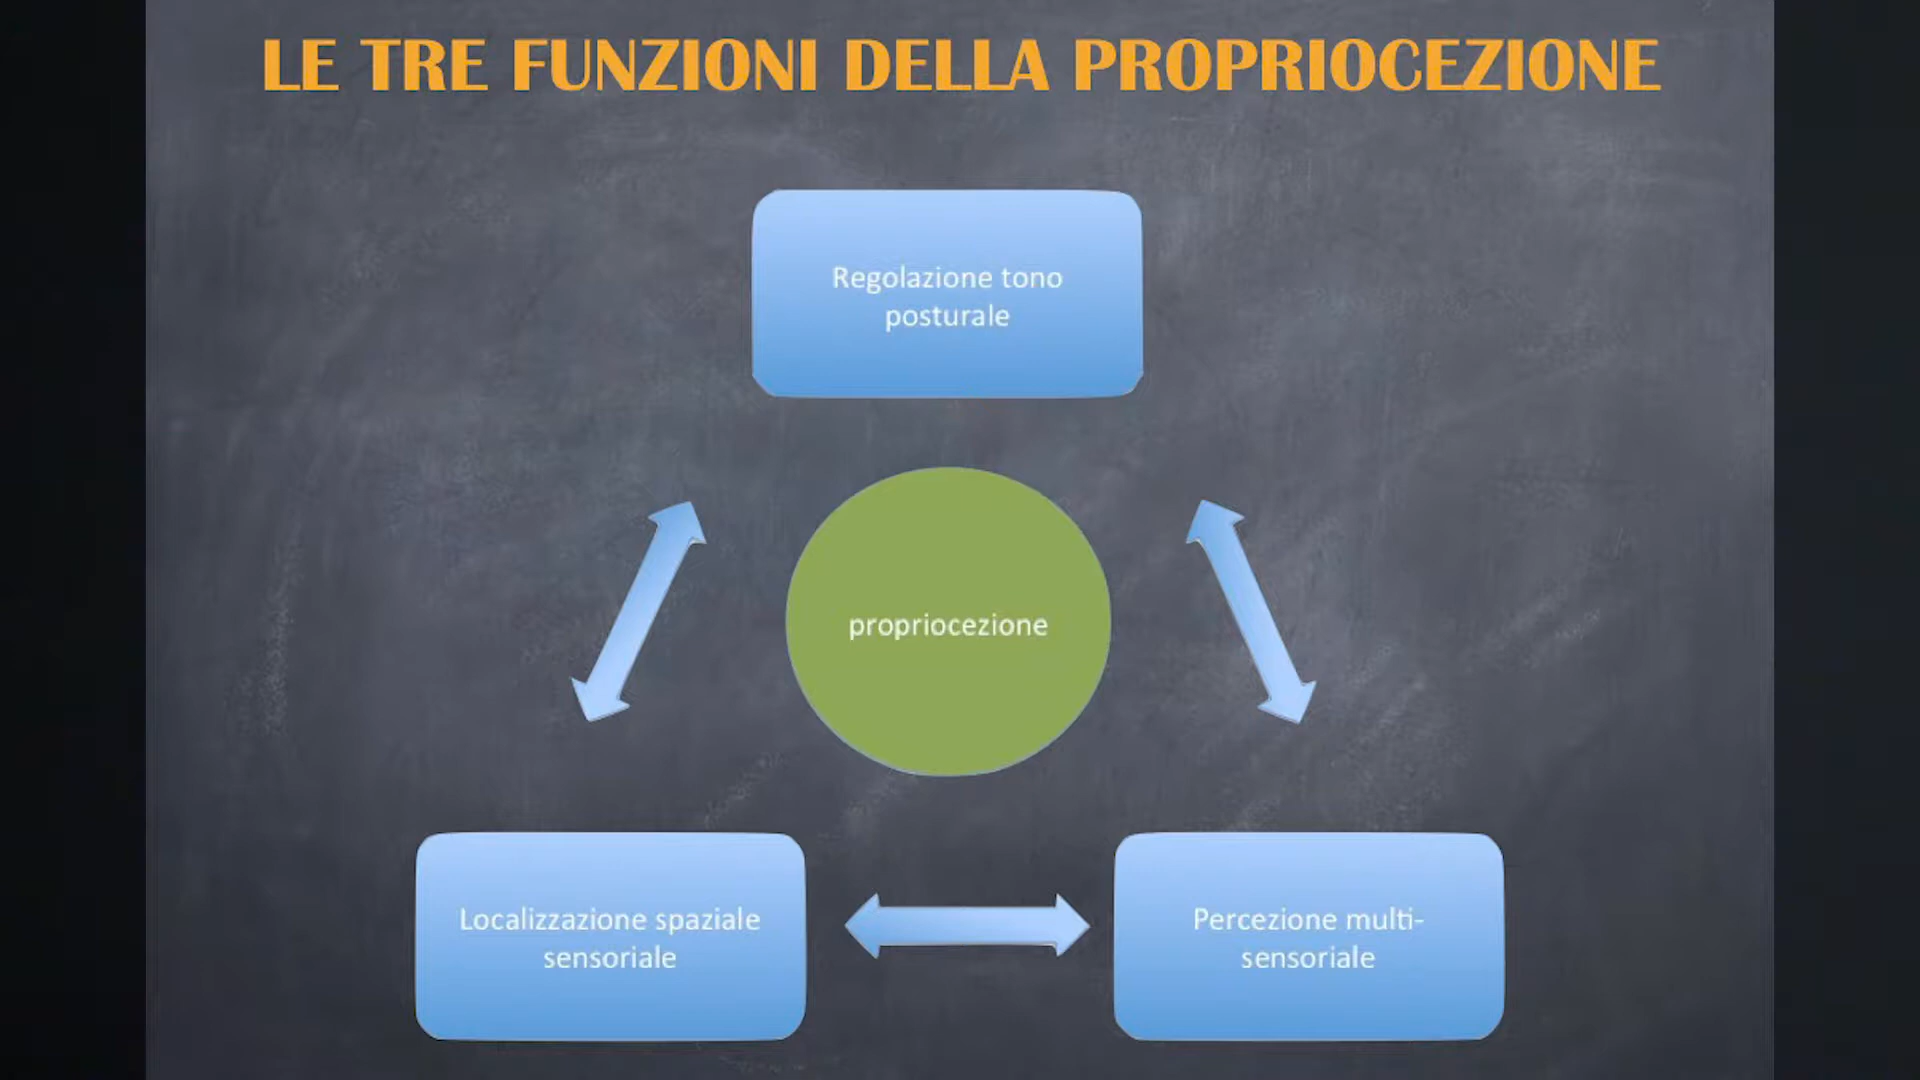 LE TRE FUNZIONI DELLA PROPRIOCEZIONE
Regolazione tono
posturale
propriocezione
Localizzazione spaziale
sensoriale
Percezione multi-
sensoriale